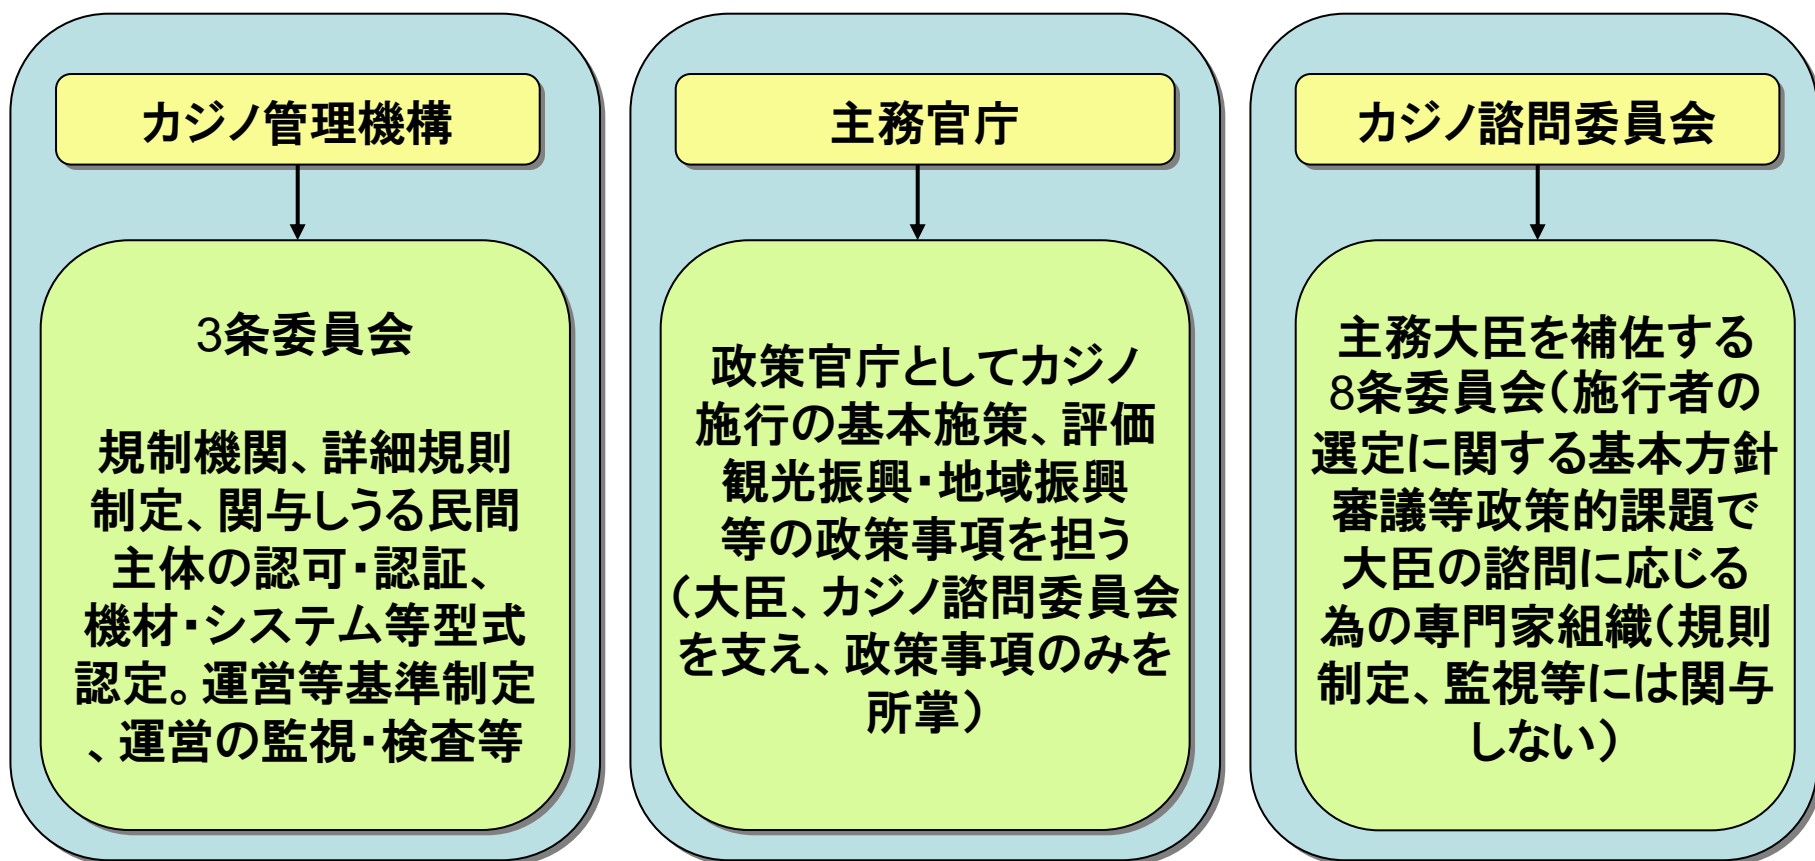 カジノ管理機構
3条委員会
規制機関、詳細規則
制定、関与しうる民間
主体の認可・認証、
機材・システム等型式
認定。運営等基準制定
、運営の監視・検査等
主務官庁
政策官庁としてカジノ
施行の基本施策、評価
観光振興・地域振興
等の政策事項を担う
（大臣、カジノ諮問委員会
を支え、政策事項のみを
所掌）
カジノ諮問委員会
主務大臣を補佐する
8条委員会（施行者の
選定に関する基本方針
審議等政策的課題で
大臣の諮問に応じる
為の専門家組織（規則
制定、監視等には関与
しない）